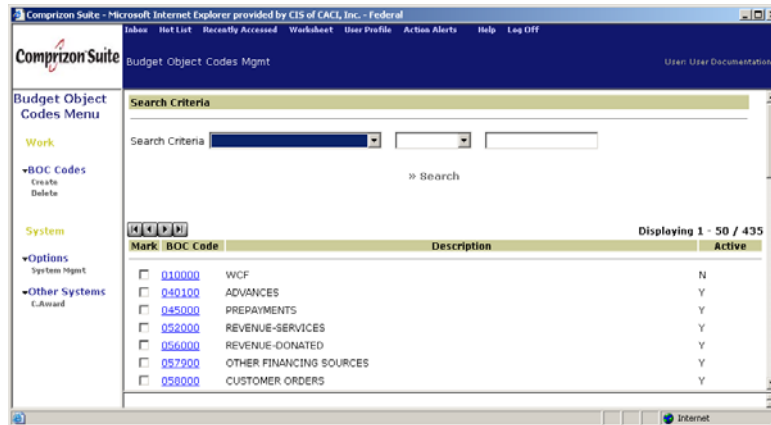 Comprizon Suite - Microsoft Internet Explorer provided by CIS of CACI, Inc. - Federal
Inbox Hot List Recently Accessed Worksheet User Profile Action Alerts Help Log Off
Comprizon Suite
Budget Object Codes Mgmt
User: User Documentation
Budget Object Codes Menu
Work
BOC Codes
Create
Delete
System
Options
System Mgmt
Other Systems
C.Award
Search Criteria
Search Criteria
» Search
Displaying 1 - 50 / 435
Mark BOC Code Description Active
010000 WCF N
040100 ADVANCES Y
045000 PREPAYMENTS Y
052000 REVENUE-SERVICES Y
056000 REVENUE-DONATED Y
057900 OTHER FINANCING SOURCES Y
058000 CUSTOMER ORDERS Y
Internet